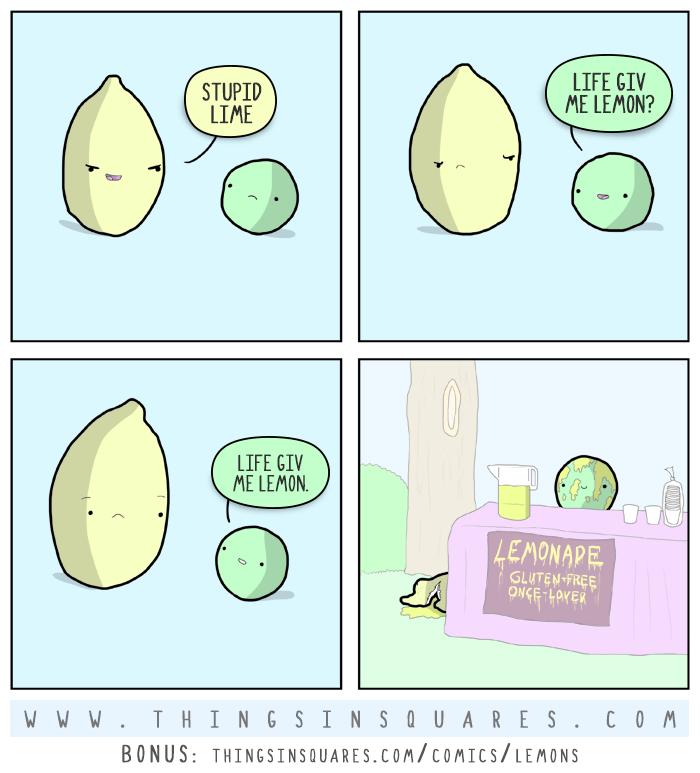 STUPID
LIME
LIFE GIV
ME LEMON?
LIFE GIV
ME LEMON.
LEMONADE
GLUTEN-FREE
ONCE-LOVER
WWW.THINGSINSQUARES.COM
BONUS: THINGSINSQUARES.COM/COMICS/LEMONS